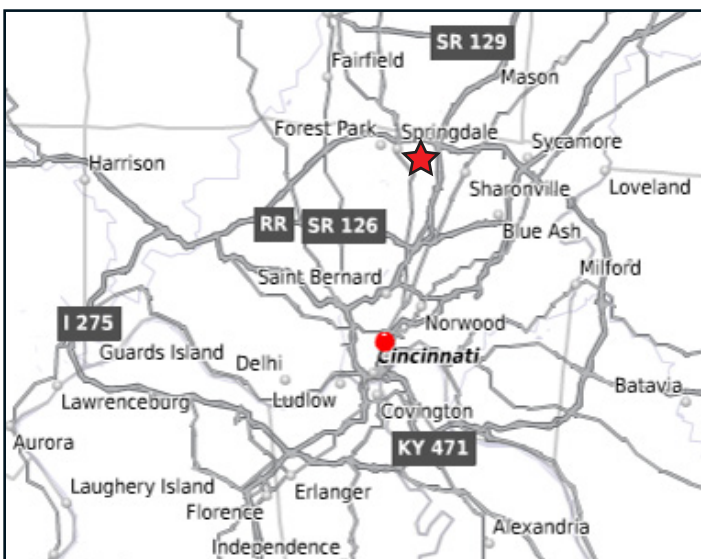 SR 129
Fairfield
Mason
Forest Park
Springdale
Sycamore
Harrison
Sharonville
Loveland
RR
SR 126
Blue Ash
Saint Bernard
Milford
I 275
Norwood
Guards Island
Delhi
Cincinnati
Batavia
Lawrenceburg
Ludlow
Covington
Aurora
KY 471
Laughery Island
Erlanger
Florence
Alexandria
Independence